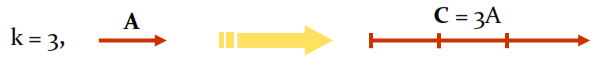 k = 3,
A
C = 3A